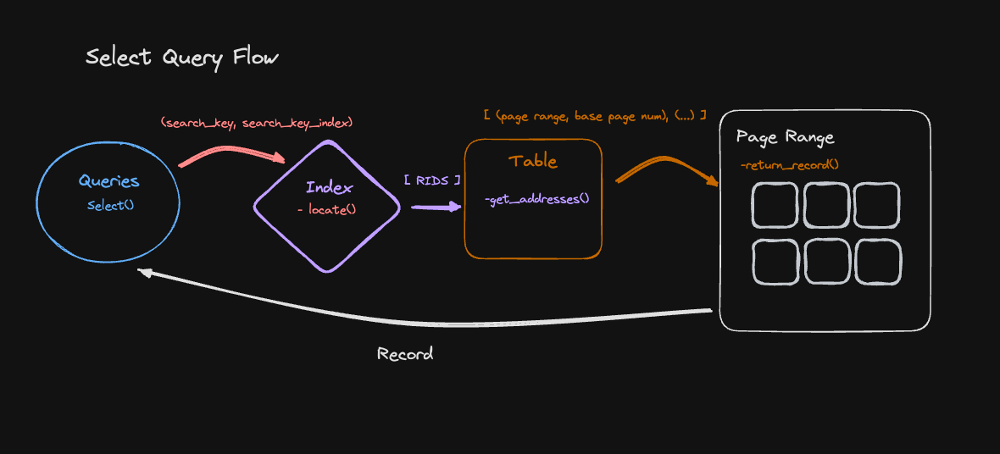 Select Query Flow
(search_key, search_key_index)
[ (page range, base page num), (...) ]
Queries
Select()
Index
- locate()
[ RIDS ]
Table
-get_addresses()
Page Range
-return_record()
Record